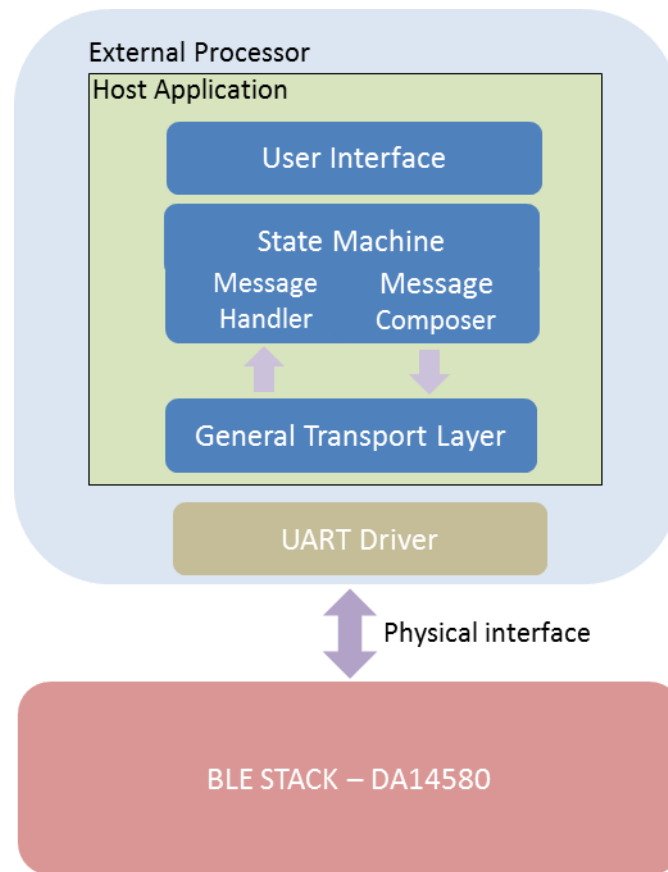 External Processor
Host Application
User Interface
State Machine
Message Handler
Message Composer
General Transport Layer
UART Driver
Physical interface
BLE STACK – DA14580